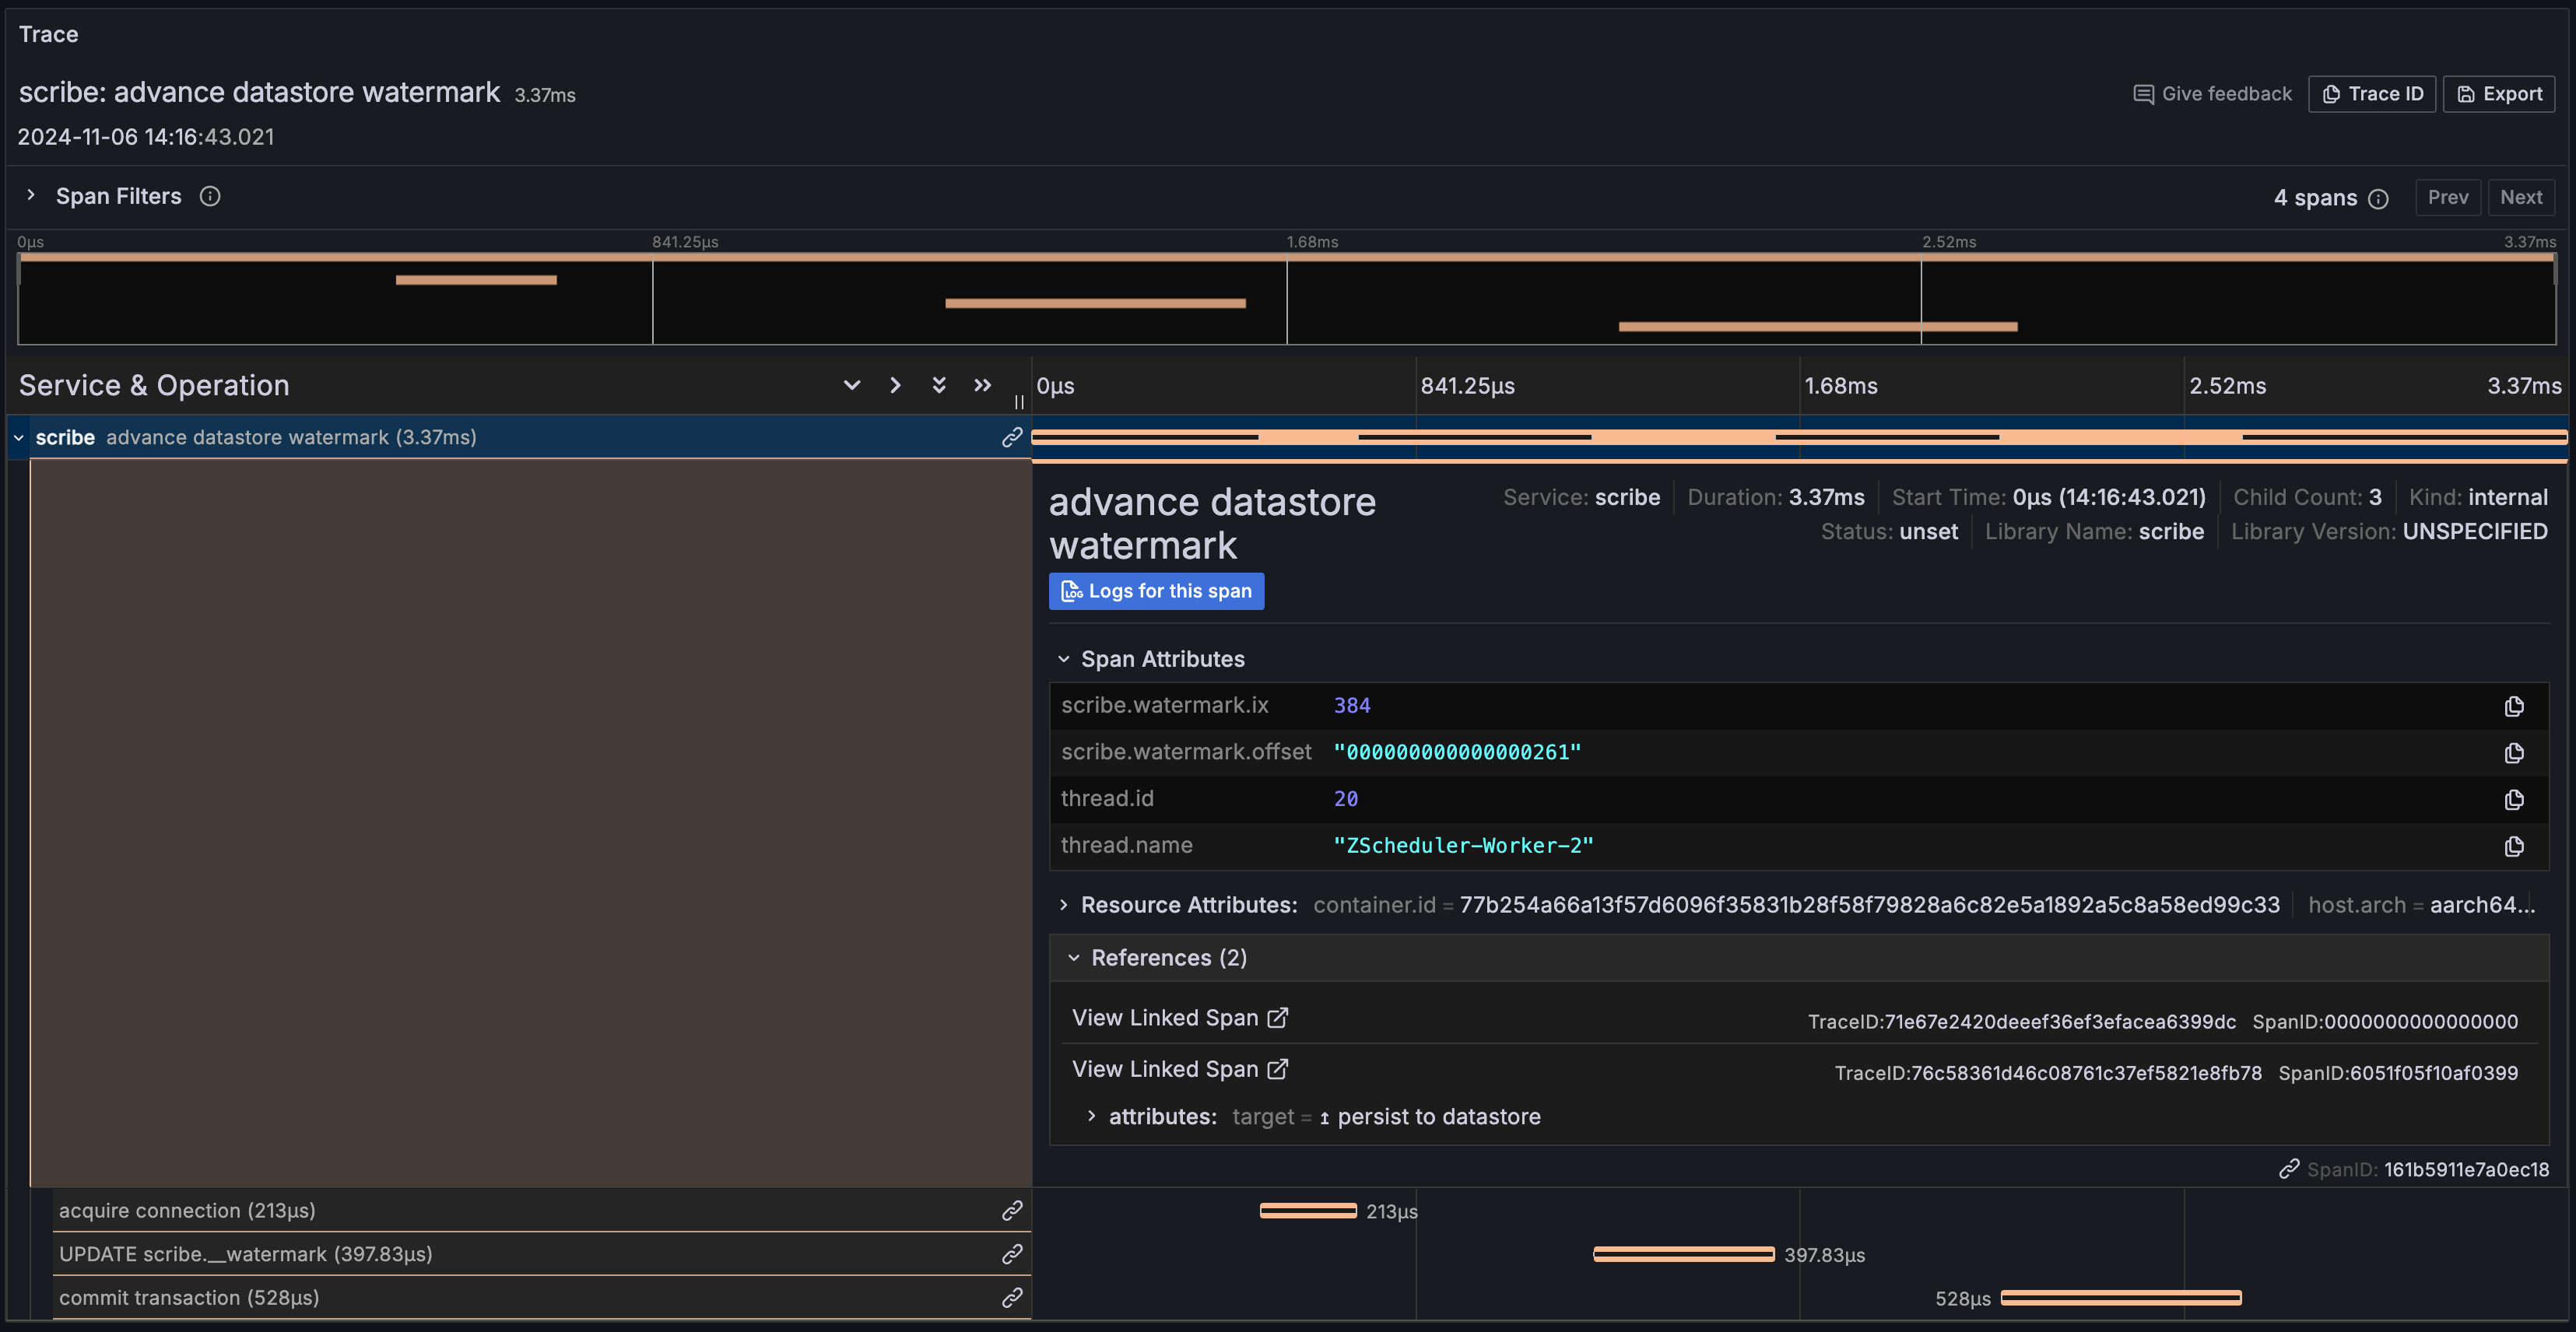 Trace
scribe: advance datastore watermark 3.37ms
Give feedback Trace ID Export
2024-11-06 14:16:43.021
Span Filters
4 spans Prev Next
0μs 841.25μs 1.68ms 2.52ms 3.37ms
Service & Operation
0μs 841.25μs 1.68ms 2.52ms 3.37ms
scribe advance datastore watermark (3.37ms)
advance datastore
watermark
Service: scribe Duration: 3.37ms Start Time: 0μs (14:16:43.021) Child Count: 3 Kind: internal
Status: unset Library Name: scribe Library Version: UNSPECIFIED
LOG Logs for this span
Span Attributes
scribe.watermark.ix 384
scribe.watermark.offset "000000000000000261"
thread.id 20
thread.name "ZScheduler-Worker-2"
Resource Attributes: container.id = 77b254a66a13f57d6096f35831b28f58f79828a6c82e5a1892a5c8a58ed99c33 host.arch = aarch64...
References (2)
View Linked Span TraceID:71e67e2420deeef36ef3efacea6399dc SpanID:0000000000000000
View Linked Span TraceID:76c58361d46c08761c37ef5821e8fb78 SpanID:6051f05f10af0399
attributes: target = ↥ persist to datastore
SpanID: 161b5911e7a0ec18
acquire connection (213μs) 213μs
UPDATE scribe.__watermark (397.83μs) 397.83μs
commit transaction (528μs) 528μs